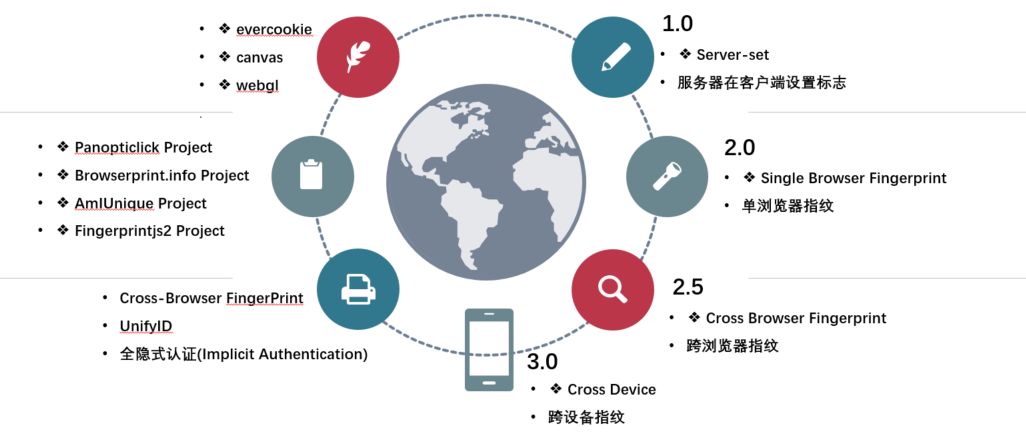 ❖ evercookie
❖ canvas
❖ webgl
1.0
❖ Server-set
服务器在客户端设置标志
❖ Panopticlick Project
❖ Browserprint.info Project
❖ AmIUnique Project
❖ Fingerprintjs2 Project
2.0
❖ Single Browser Fingerprint
单浏览器指纹
Cross-Browser FingerPrint
UnifyID
全隐式认证(Implicit Authentication)
2.5
❖ Cross Browser Fingerprint
跨浏览器指纹
3.0
❖ Cross Device
跨设备指纹